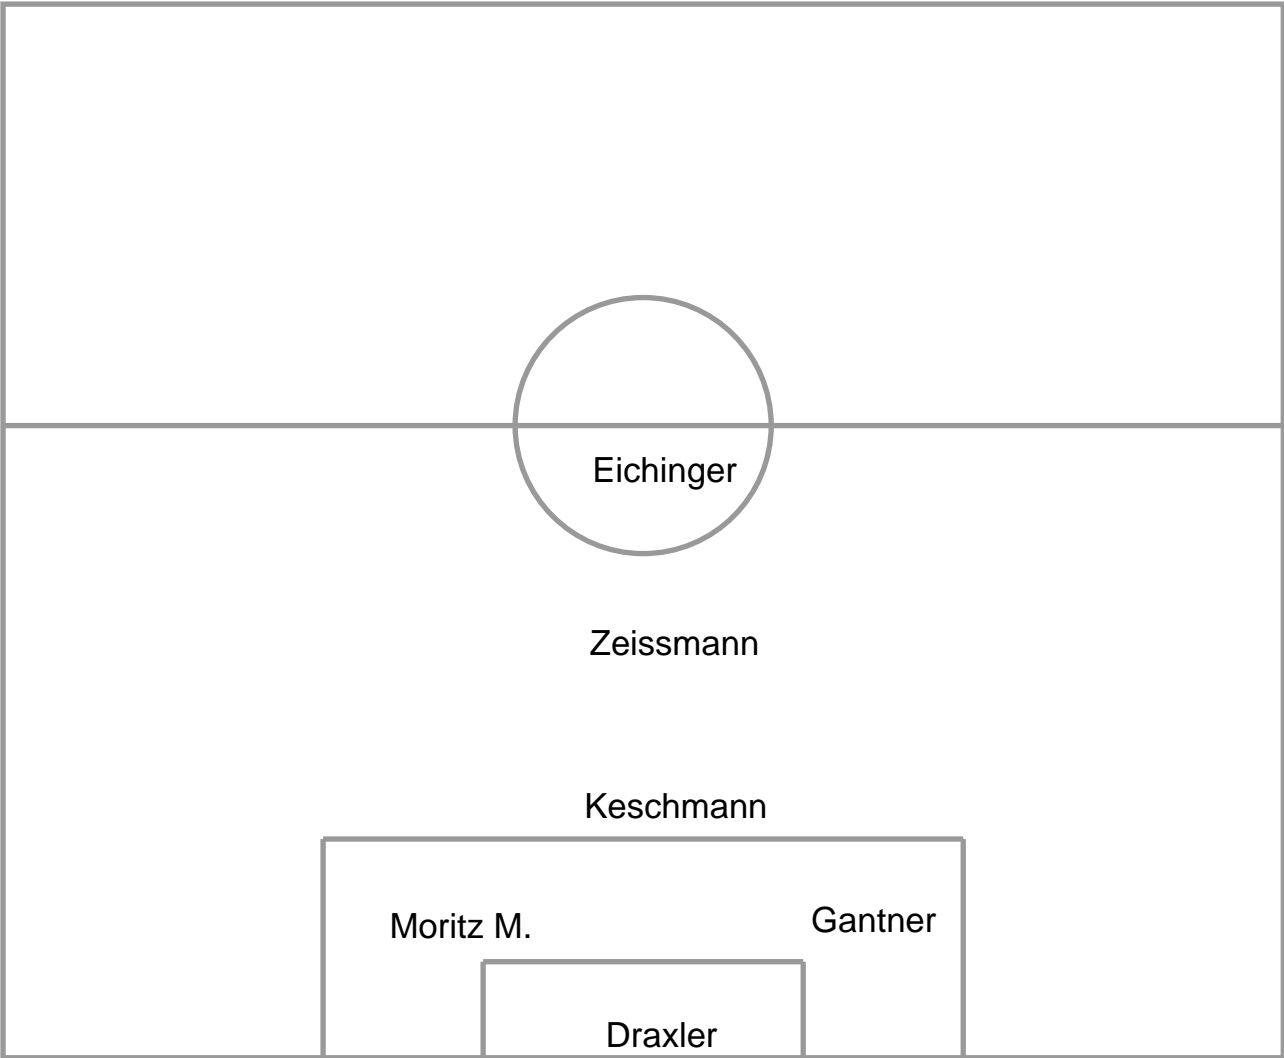 Eichinger
Zeissmann
Keschmann
Moritz M.
Gantner
Draxler